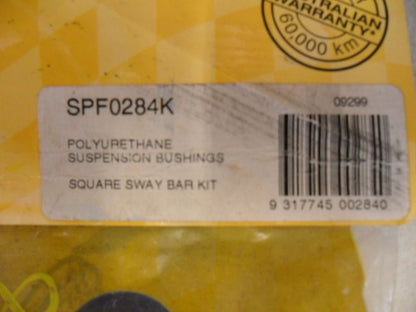 AUSTRALIAN
WARRANTY*
60,000 km
SPF0284K
09299
POLYURETHANE
SUSPENSION BUSHINGS
SQUARE SWAY BAR KIT
9 317745 002840